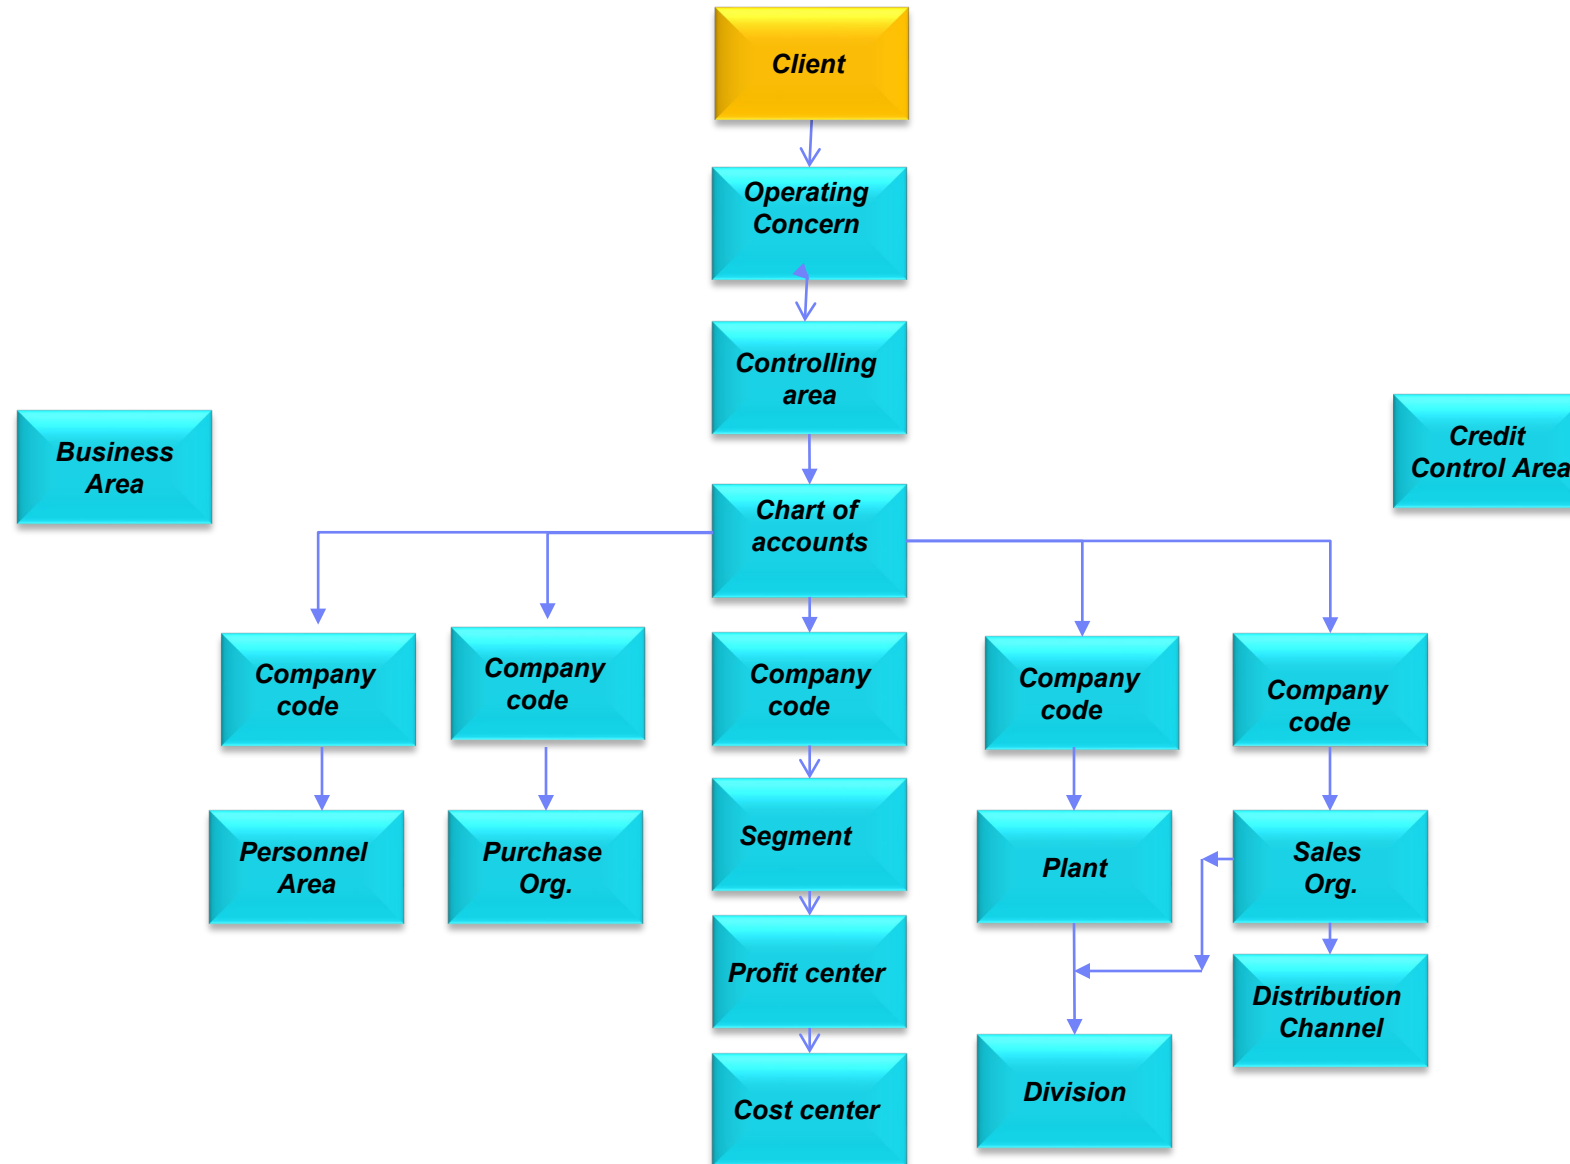 Client
Operating
Concern
Controlling
area
Business
Area
Credit
Control Area
Chart of
accounts
Company
code
Company
code
Company
code
Company
code
Company
code
Personnel
Area
Purchase
Org.
Segment
Plant
Sales
Org.
Profit center
Distribution
Channel
Cost center
Division